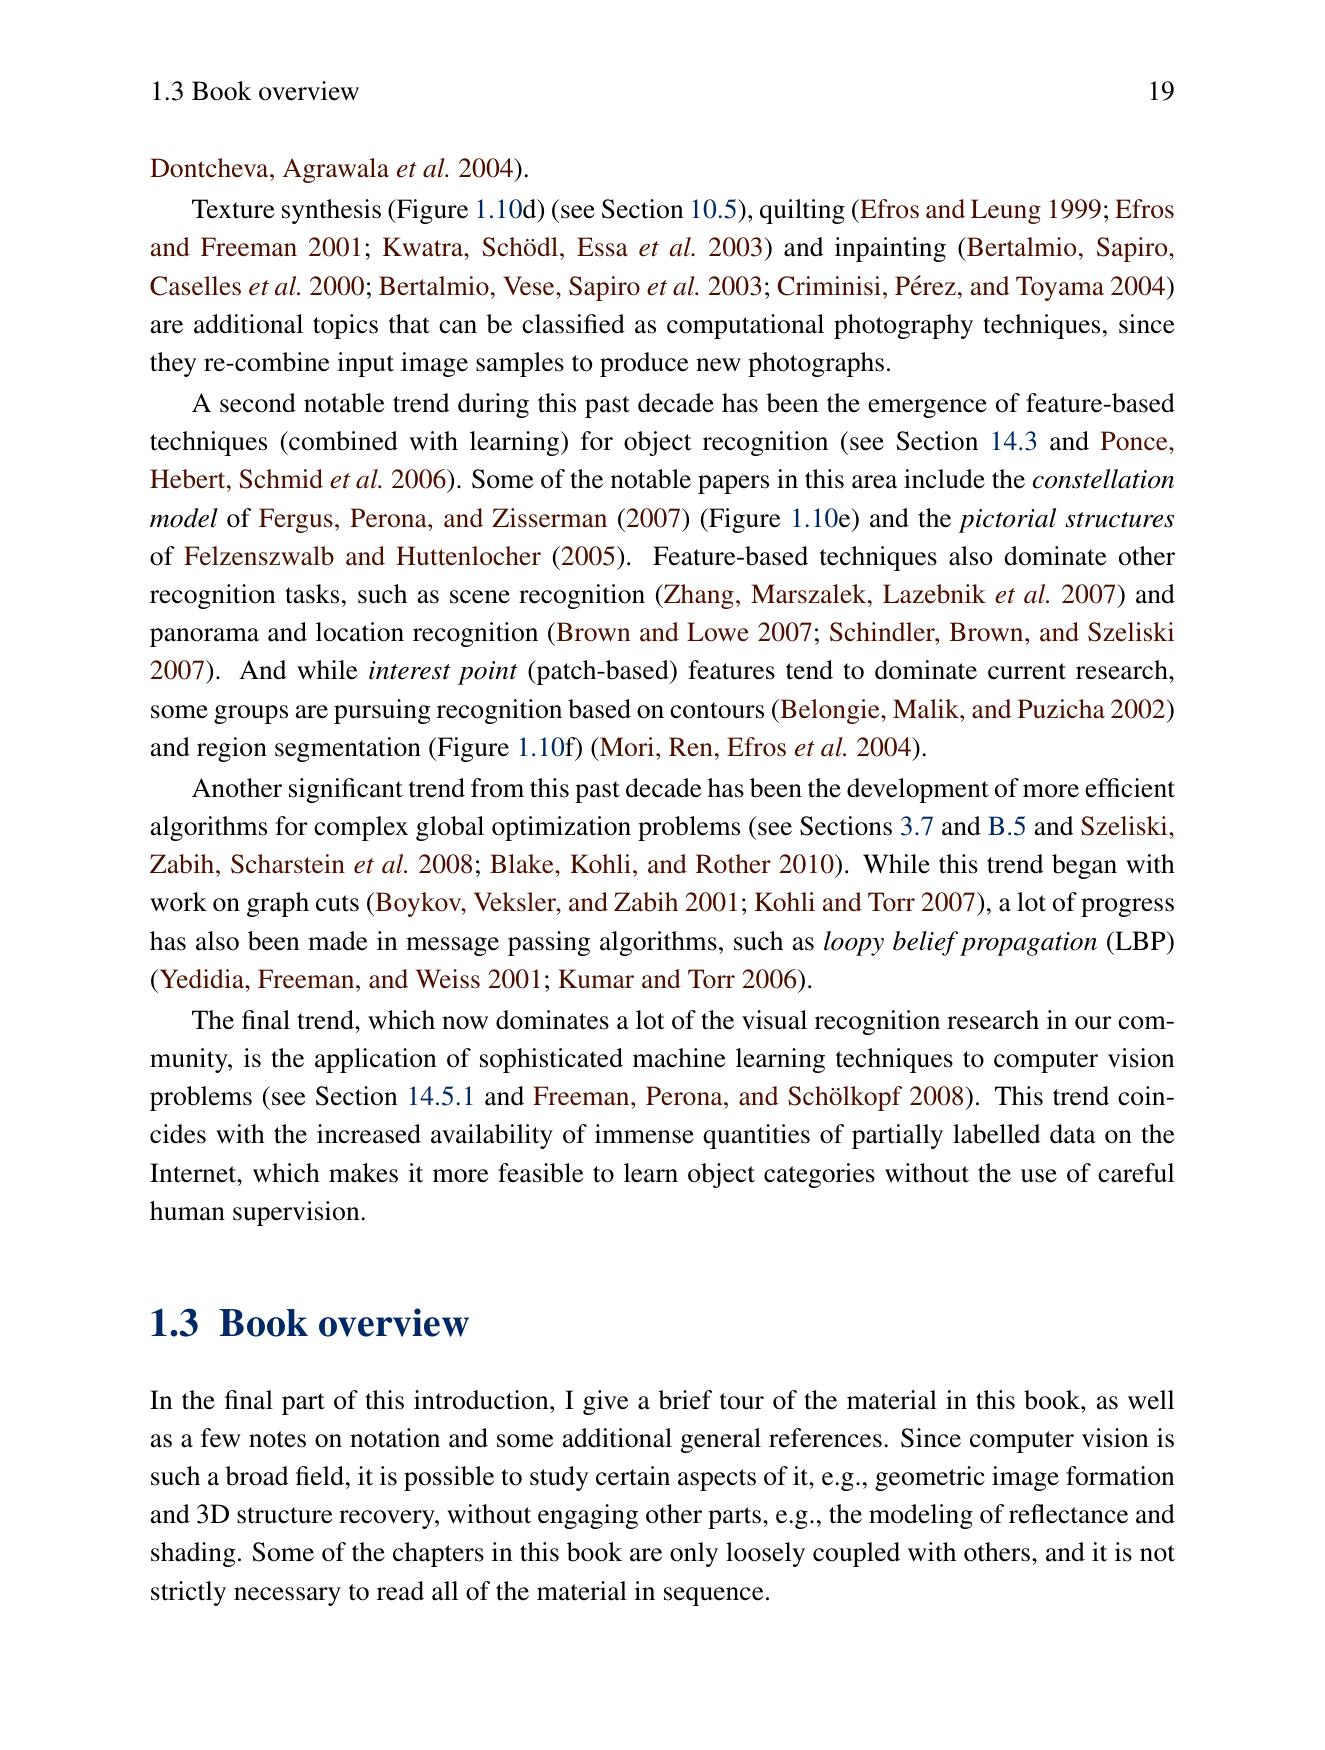 1.3 Book overview 19
Dontcheva, Agrawala et al. 2004).
Texture synthesis (Figure 1.10d) (see Section 10.5), quilting (Efros and Leung 1999; Efros
and Freeman 2001; Kwatra, Schödl, Essa et al. 2003) and inpainting (Bertalmio, Sapiro,
Caselles et al. 2000; Bertalmio, Vese, Sapiro et al. 2003; Criminisi, Pérez, and Toyama 2004)
are additional topics that can be classified as computational photography techniques, since
they re-combine input image samples to produce new photographs.
A second notable trend during this past decade has been the emergence of feature-based
techniques (combined with learning) for object recognition (see Section 14.3 and Ponce,
Hebert, Schmid et al. 2006). Some of the notable papers in this area include the constellation
model of Fergus, Perona, and Zisserman (2007) (Figure 1.10e) and the pictorial structures
of Felzenszwalb and Huttenlocher (2005). Feature-based techniques also dominate other
recognition tasks, such as scene recognition (Zhang, Marszalek, Lazebnik et al. 2007) and
panorama and location recognition (Brown and Lowe 2007; Schindler, Brown, and Szeliski
2007). And while interest point (patch-based) features tend to dominate current research,
some groups are pursuing recognition based on contours (Belongie, Malik, and Puzicha 2002)
and region segmentation (Figure 1.10f) (Mori, Ren, Efros et al. 2004).
Another significant trend from this past decade has been the development of more efficient
algorithms for complex global optimization problems (see Sections 3.7 and B.5 and Szeliski,
Zabih, Scharstein et al. 2008; Blake, Kohli, and Rother 2010). While this trend began with
work on graph cuts (Boykov, Veksler, and Zabih 2001; Kohli and Torr 2007), a lot of progress
has also been made in message passing algorithms, such as loopy belief propagation (LBP)
(Yedidia, Freeman, and Weiss 2001; Kumar and Torr 2006).
The final trend, which now dominates a lot of the visual recognition research in our com-
munity, is the application of sophisticated machine learning techniques to computer vision
problems (see Section 14.5.1 and Freeman, Perona, and Schölkopf 2008). This trend coin-
cides with the increased availability of immense quantities of partially labelled data on the
Internet, which makes it more feasible to learn object categories without the use of careful
human supervision.
1.3 Book overview
In the final part of this introduction, I give a brief tour of the material in this book, as well
as a few notes on notation and some additional general references. Since computer vision is
such a broad field, it is possible to study certain aspects of it, e.g., geometric image formation
and 3D structure recovery, without engaging other parts, e.g., the modeling of reflectance and
shading. Some of the chapters in this book are only loosely coupled with others, and it is not
strictly necessary to read all of the material in sequence.